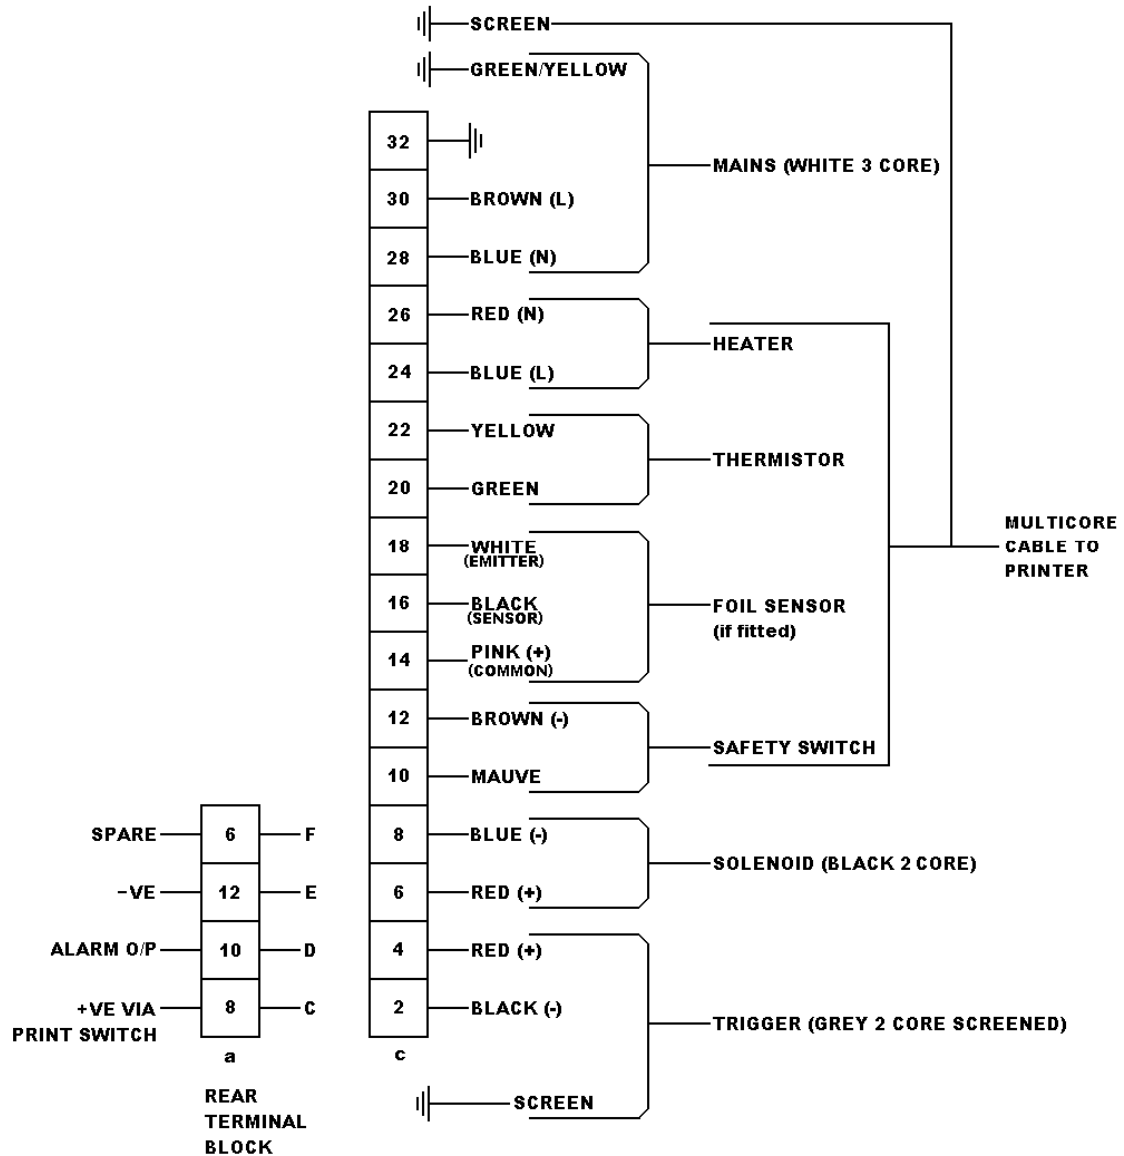 SCREEN
GREEN/YELLOW
32
MAINS (WHITE 3 CORE)
30 BROWN (L)
28 BLUE (N)
26 RED (N)
HEATER
24 BLUE (L)
22 YELLOW
THERMISTOR
20 GREEN
MULTICORE
CABLE TO
PRINTER
18 WHITE
(EMITTER)
16 BLACK
(SENSOR)
FOIL SENSOR
(if fitted)
14 PINK (+)
(COMMON)
12 BROWN (-)
SAFETY SWITCH
10 MAUVE
SPARE 6 F
8 BLUE (-)
SOLENOID (BLACK 2 CORE)
-VE 12 E
6 RED (+)
ALARM O/P 10 D
4 RED (+)
+VE VIA
PRINT SWITCH
8 C
2 BLACK (-)
TRIGGER (GREY 2 CORE SCREENED)
a
c
REAR
TERMINAL
BLOCK
SCREEN